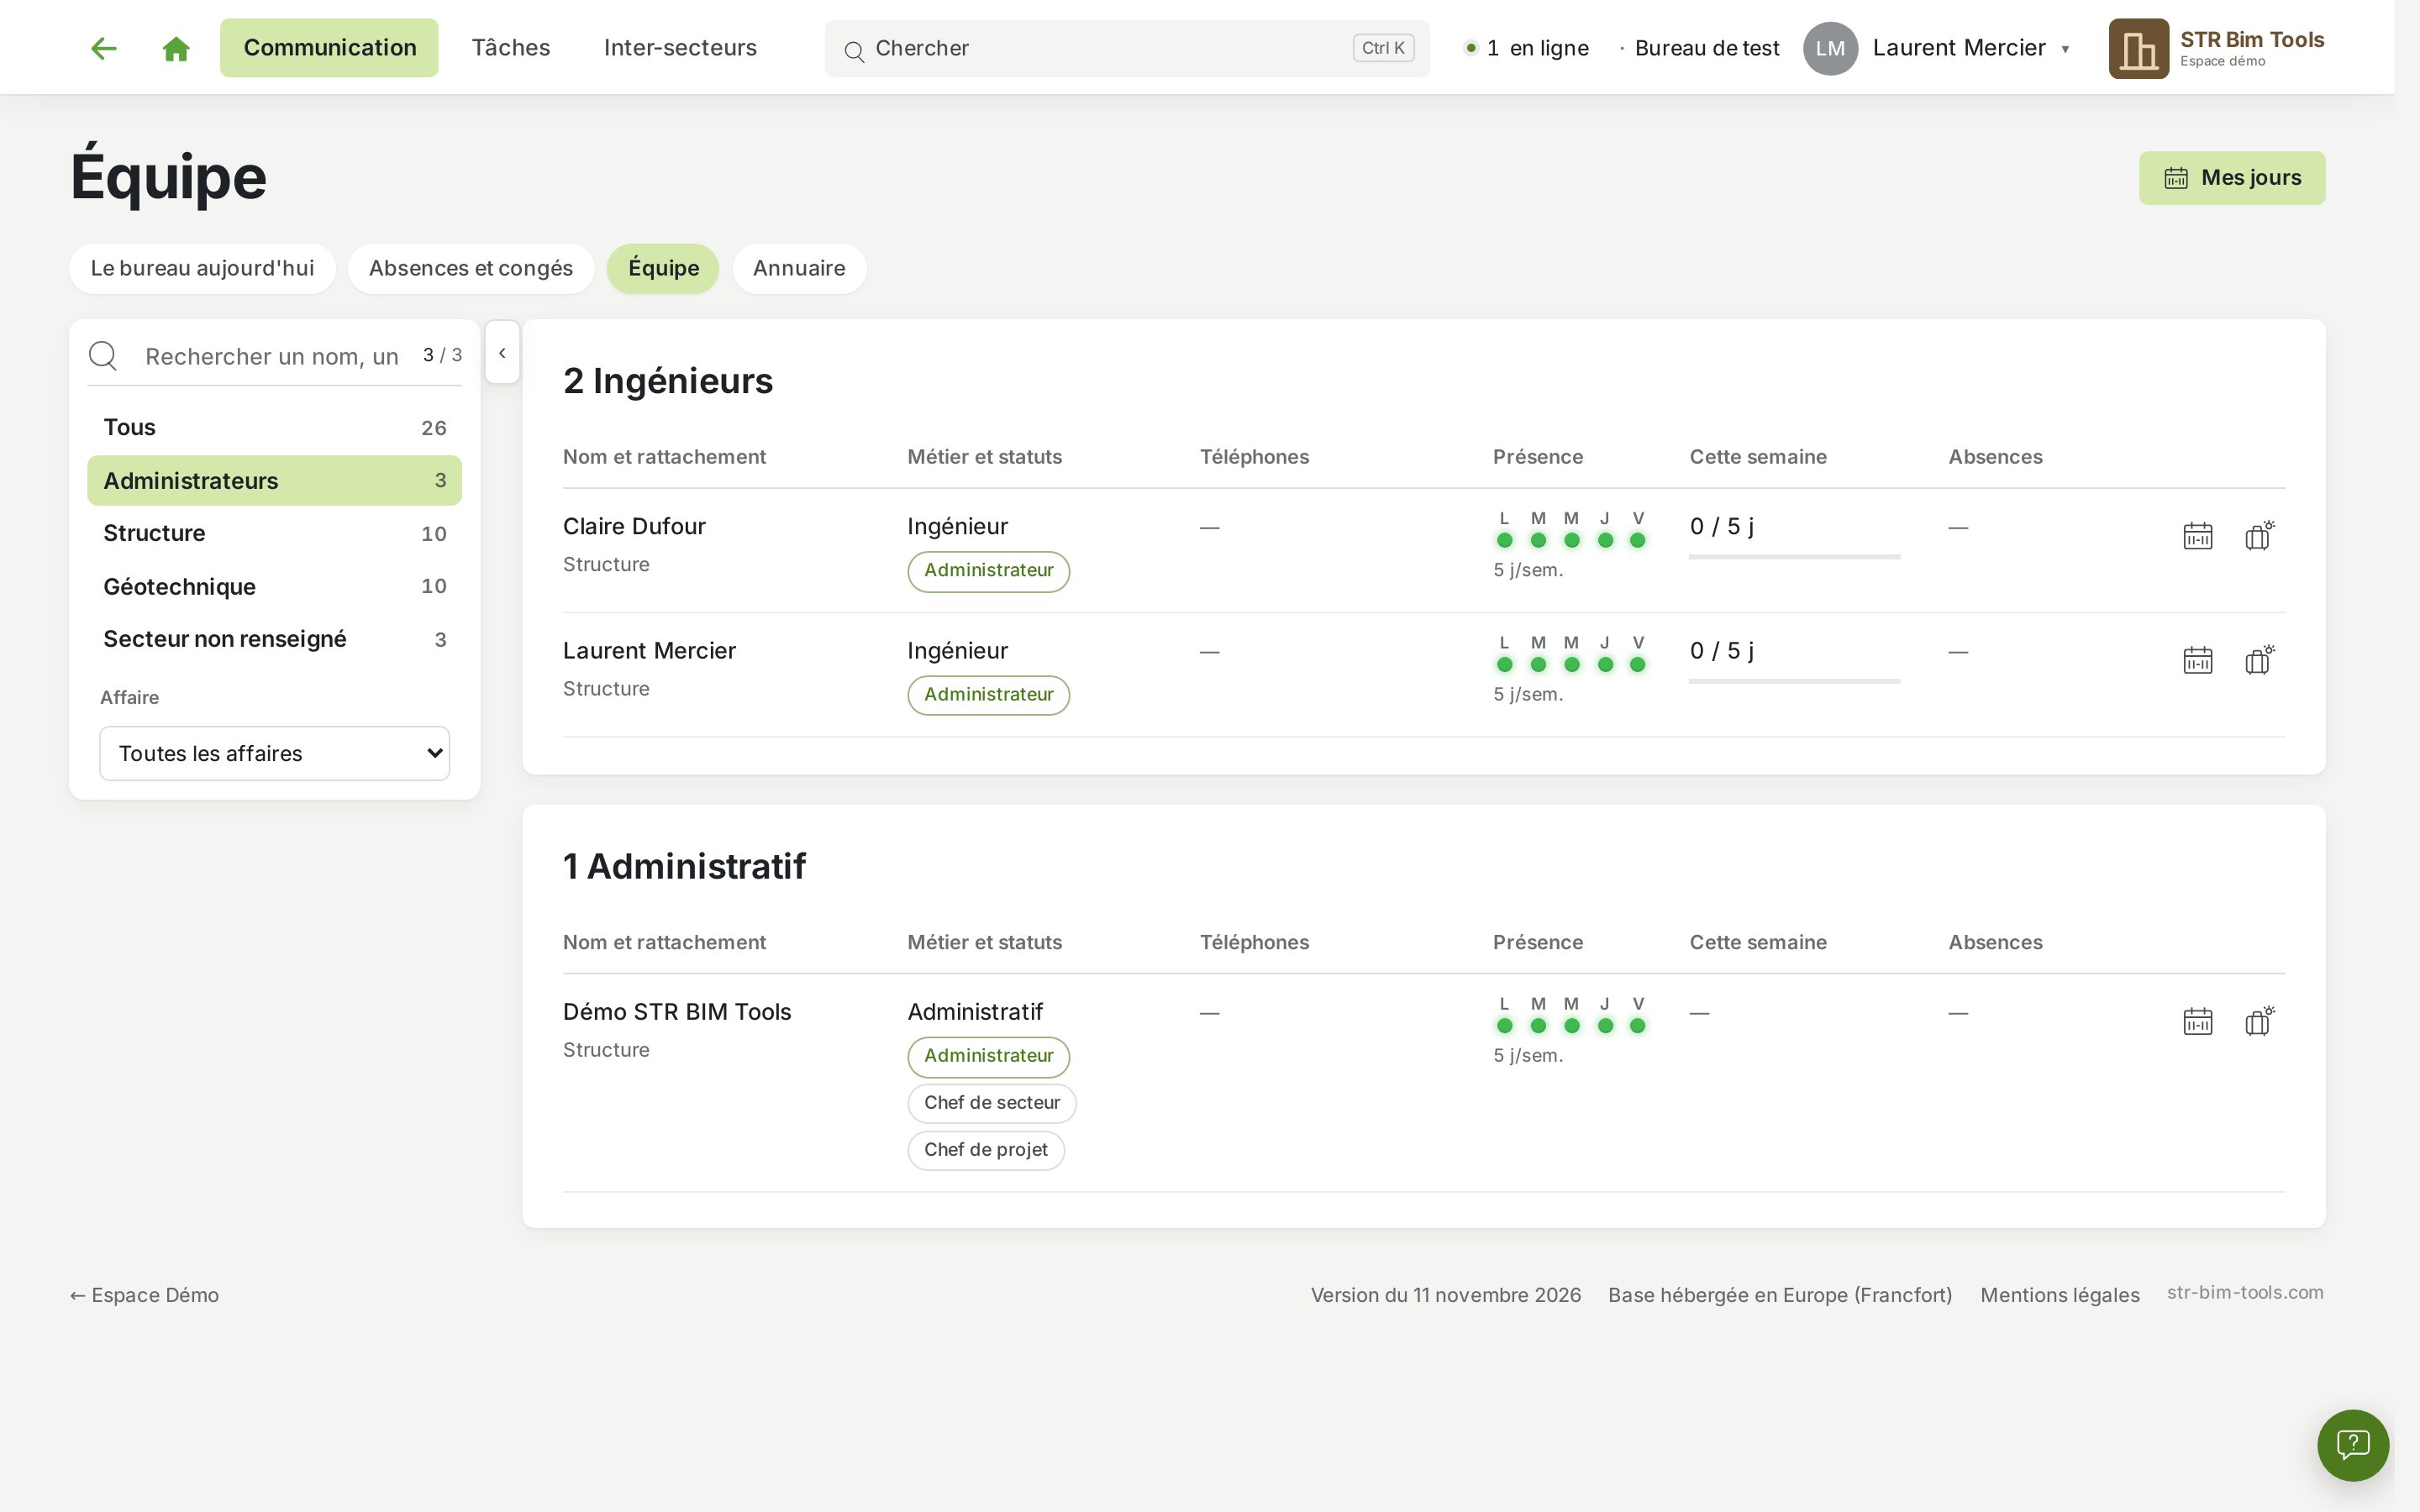 Communication Tâches Inter-secteurs Chercher Ctrl K 1 en ligne · Bureau de test LM Laurent Mercier STR Bim Tools
Espace démo
Équipe
Mes jours
Le bureau aujourd'hui Absences et congés Équipe Annuaire
Rechercher un nom, un 3 / 3
Tous 26
Administrateurs 3
Structure 10
Géotechnique 10
Secteur non renseigné 3
Affaire
Toutes les affaires
2 Ingénieurs
Nom et rattachement Métier et statuts Téléphones Présence Cette semaine Absences
Claire Dufour Ingénieur — L M M J V 0 / 5 j —
Structure Administrateur 5 j/sem.
Laurent Mercier Ingénieur — L M M J V 0 / 5 j —
Structure Administrateur 5 j/sem.
1 Administratif
Nom et rattachement Métier et statuts Téléphones Présence Cette semaine Absences
Démo STR BIM Tools Administratif — L M M J V — —
Structure Administrateur 5 j/sem.
Chef de secteur
Chef de projet
← Espace Démo Version du 11 novembre 2026 Base hébergée en Europe (Francfort) Mentions légales str-bim-tools.com